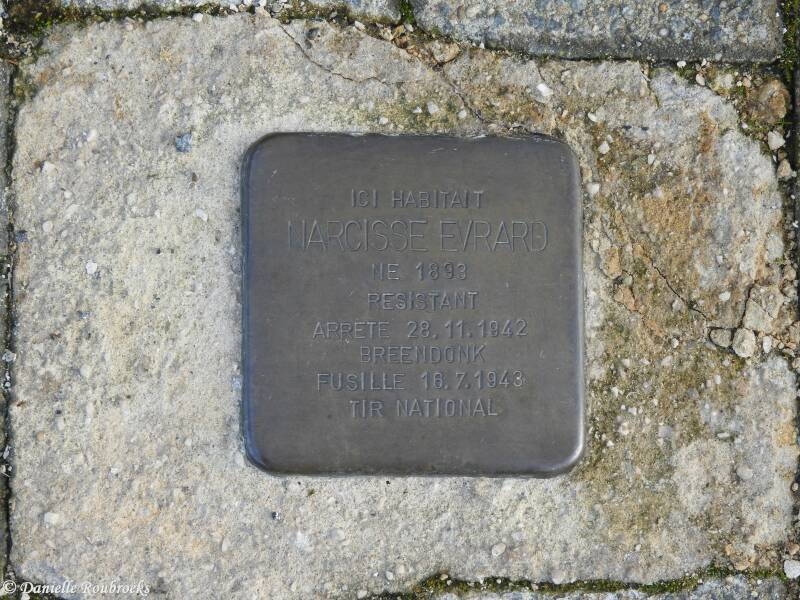 ICI HABITAIT
NARCISSE EVRARD
NE 1893
RESISTANT
ARRETE 28.11.1942
BREENDONK
FUSILLE 16.7.1943
TIR NATIONAL
© Danielle Roubroeks